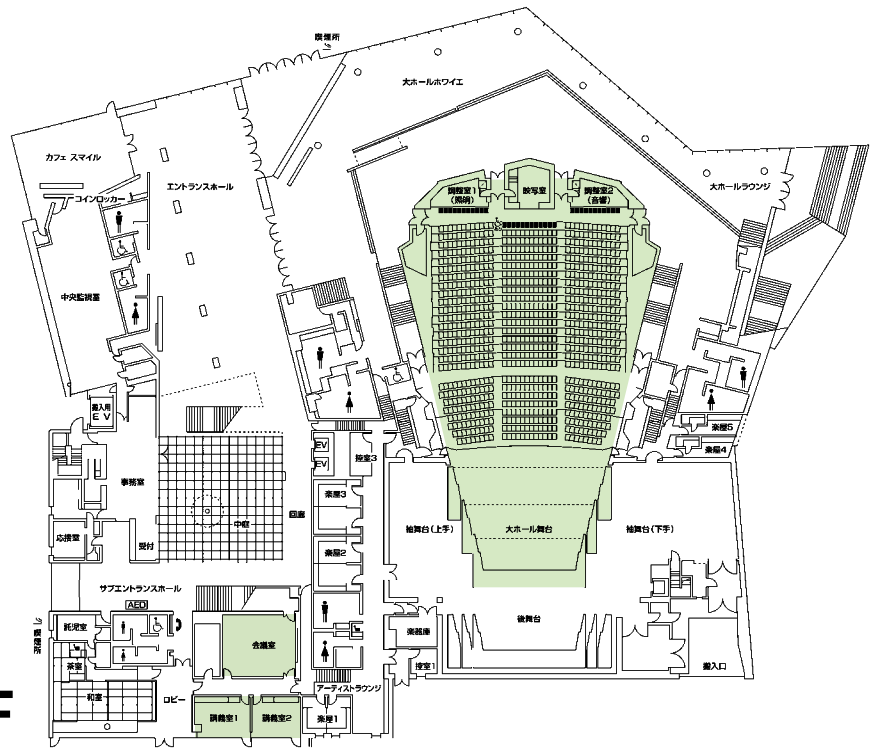 喫煙所
大ホールホワイエ
カフェ スマイル
コインロッカー
エントランスホール
調整室1
(照明)
映写室
調整室2
(音響)
大ホールラウンジ
中央監視室
搬入用
EV
EV
EV
控室3
楽屋5
楽屋4
事務室
楽屋3
中庭
回廊
袖舞台(上手)
大ホール舞台
袖舞台(下手)
応接室
受付
楽屋2
サブエントランスホール
AED
後舞台
喫煙所
託児室
会議室
楽器庫
茶室
控室1
搬入口
和室
ロビー
アーティストラウンジ
講義室1
講義室2
楽屋1